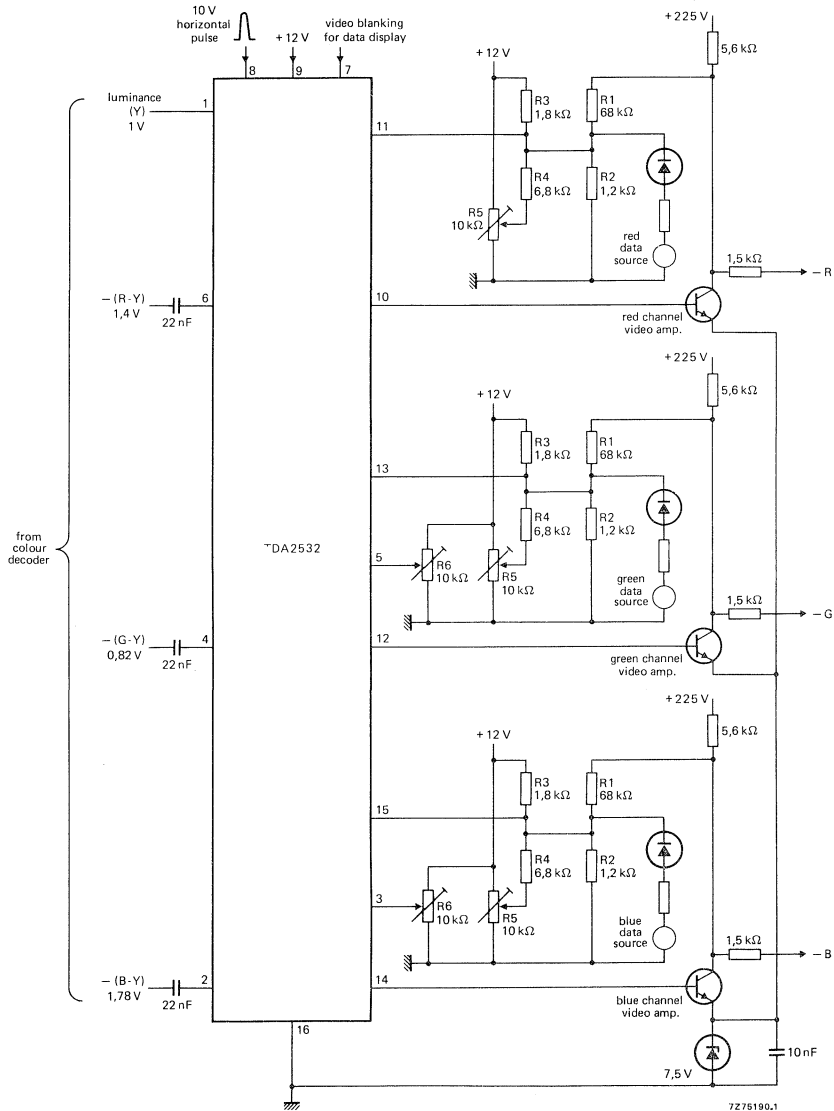 10 V
horizontal
pulse
+ 12 V
video blanking
for data display
8
9
7
luminance
(Y)
1 V
1
11
+ 12 V
R3
1,8 kΩ
R1
68 kΩ
R4
6,8 kΩ
R2
1,2 kΩ
R5
10 kΩ
red
data
source
+ 225 V
5,6 kΩ
1,5 kΩ
– R
– (R-Y)
1,4 V
22 nF
6
10
red channel
video amp.
+ 225 V
5,6 kΩ
+ 12 V
R3
1,8 kΩ
R1
68 kΩ
13
R4
6,8 kΩ
R2
1,2 kΩ
from
colour
decoder
TDA2532
5
R6
10 kΩ
R5
10 kΩ
green
data
source
1,5 kΩ
– G
– (G-Y)
0,82 V
22 nF
4
12
green channel
video amp.
+ 225 V
5,6 kΩ
+ 12 V
R3
1,8 kΩ
R1
68 kΩ
15
R4
6,8 kΩ
R2
1,2 kΩ
3
R6
10 kΩ
R5
10 kΩ
blue
data
source
1,5 kΩ
– B
– (B-Y)
1,78 V
22 nF
2
14
blue channel
video amp.
16
7,5 V
10 nF
7Z75190.1